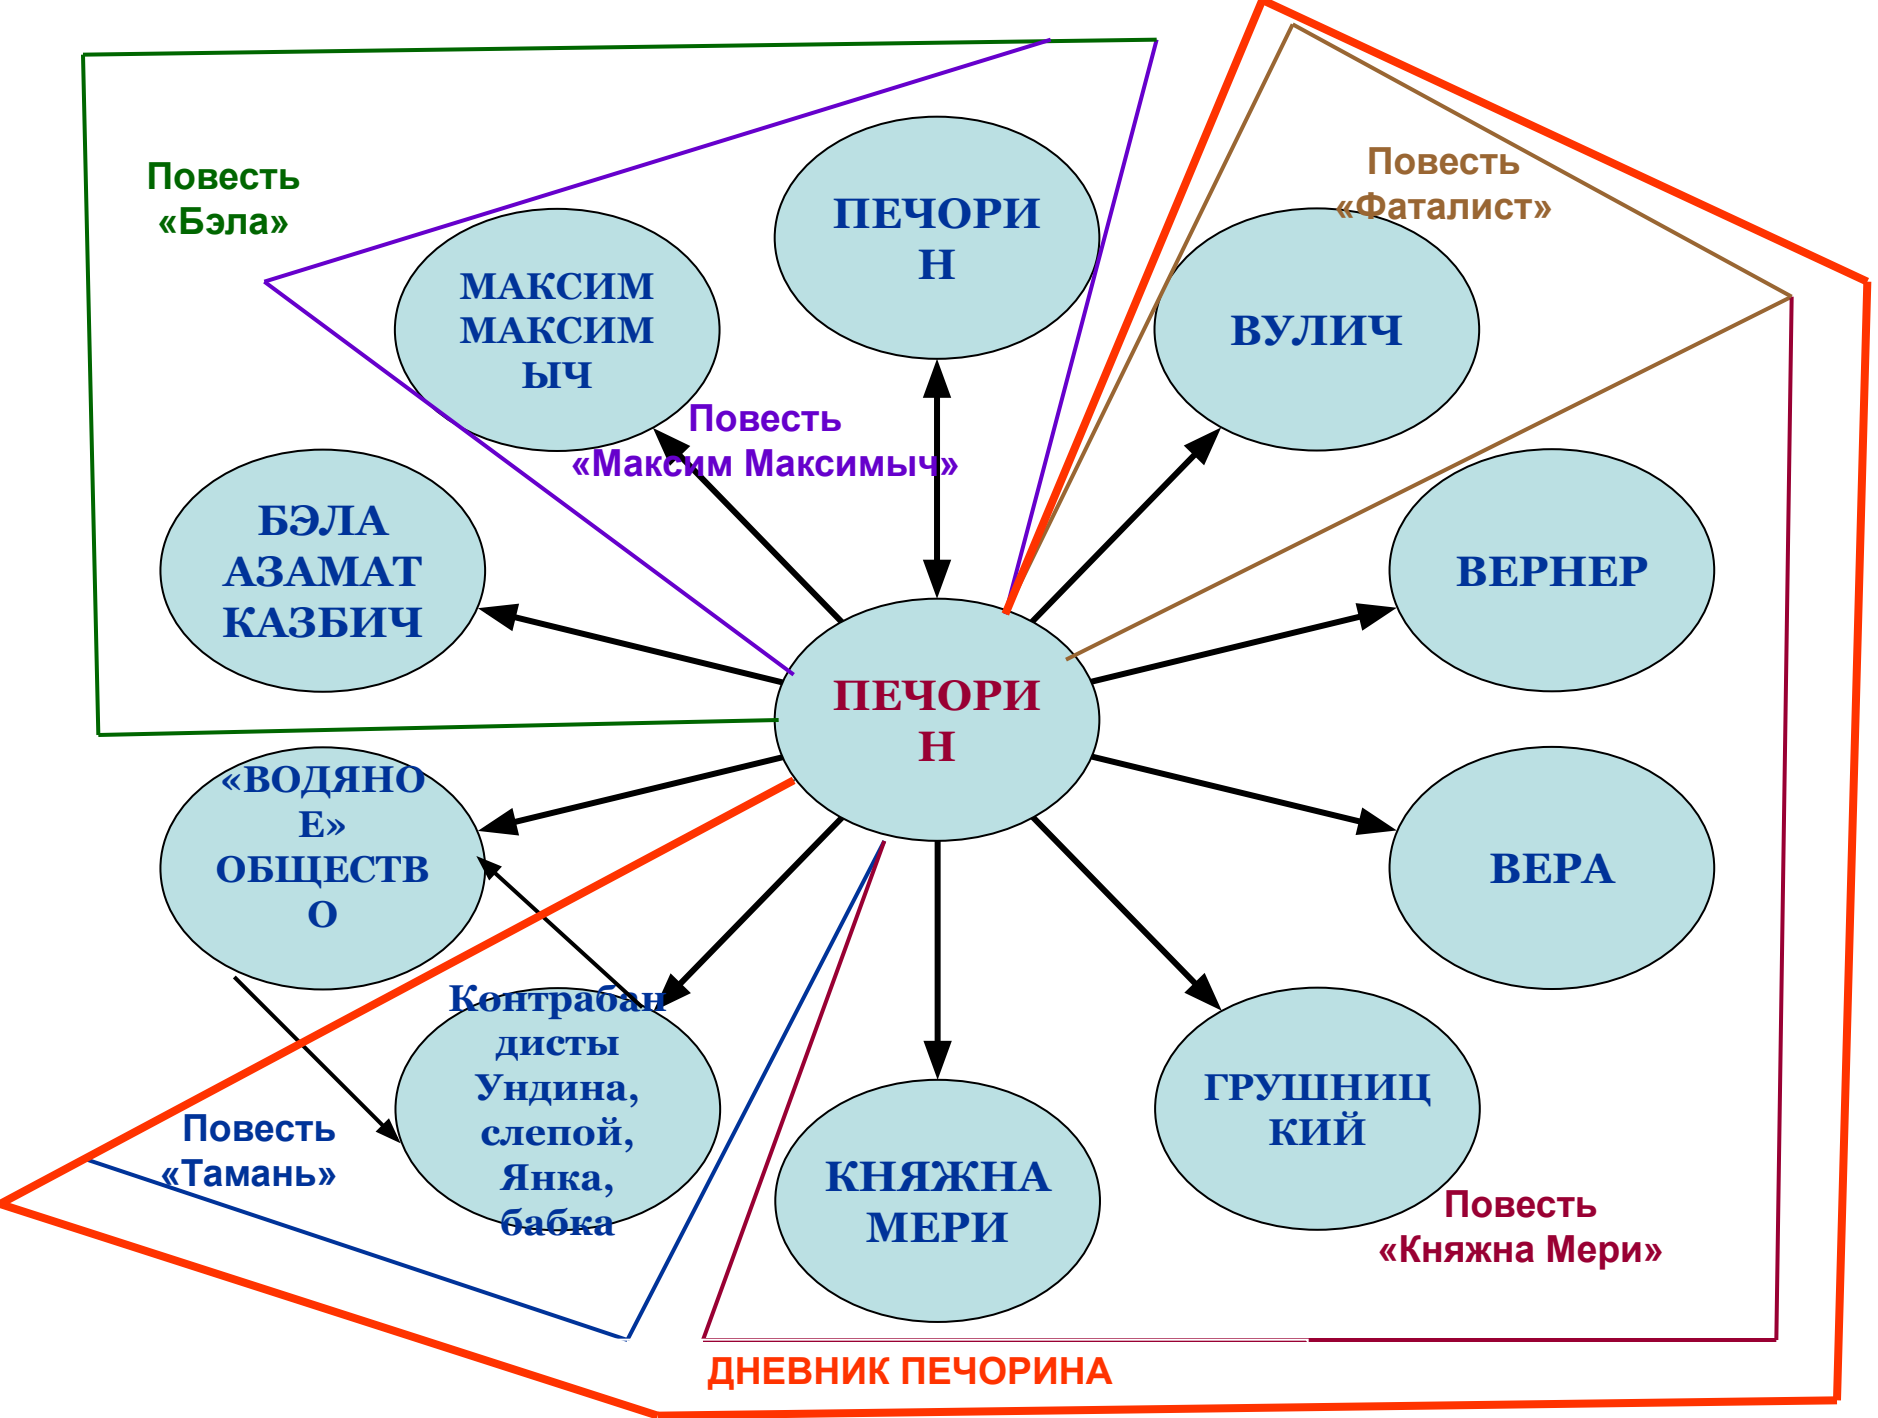 Повесть
«Бэла»
ПЕЧОРИ
Н
Повесть
«Фаталист»
МАКСИМ
МАКСИМ
ЫЧ
ВУЛИЧ
Повесть
«Максим Максимыч»
БЭЛА
АЗАМАТ
КАЗБИЧ
ВЕРНЕР
ПЕЧОРИ
Н
«ВОДЯНО
Е»
ОБЩЕСТВ
О
ВЕРА
Контрабан
дисты
Ундина,
слепой,
Янка,
бабка
Повесть
«Тамань»
КНЯЖНА
МЕРИ
ГРУШНИЦ
КИЙ
Повесть
«Княжна Мери»
ДНЕВНИК ПЕЧОРИНА